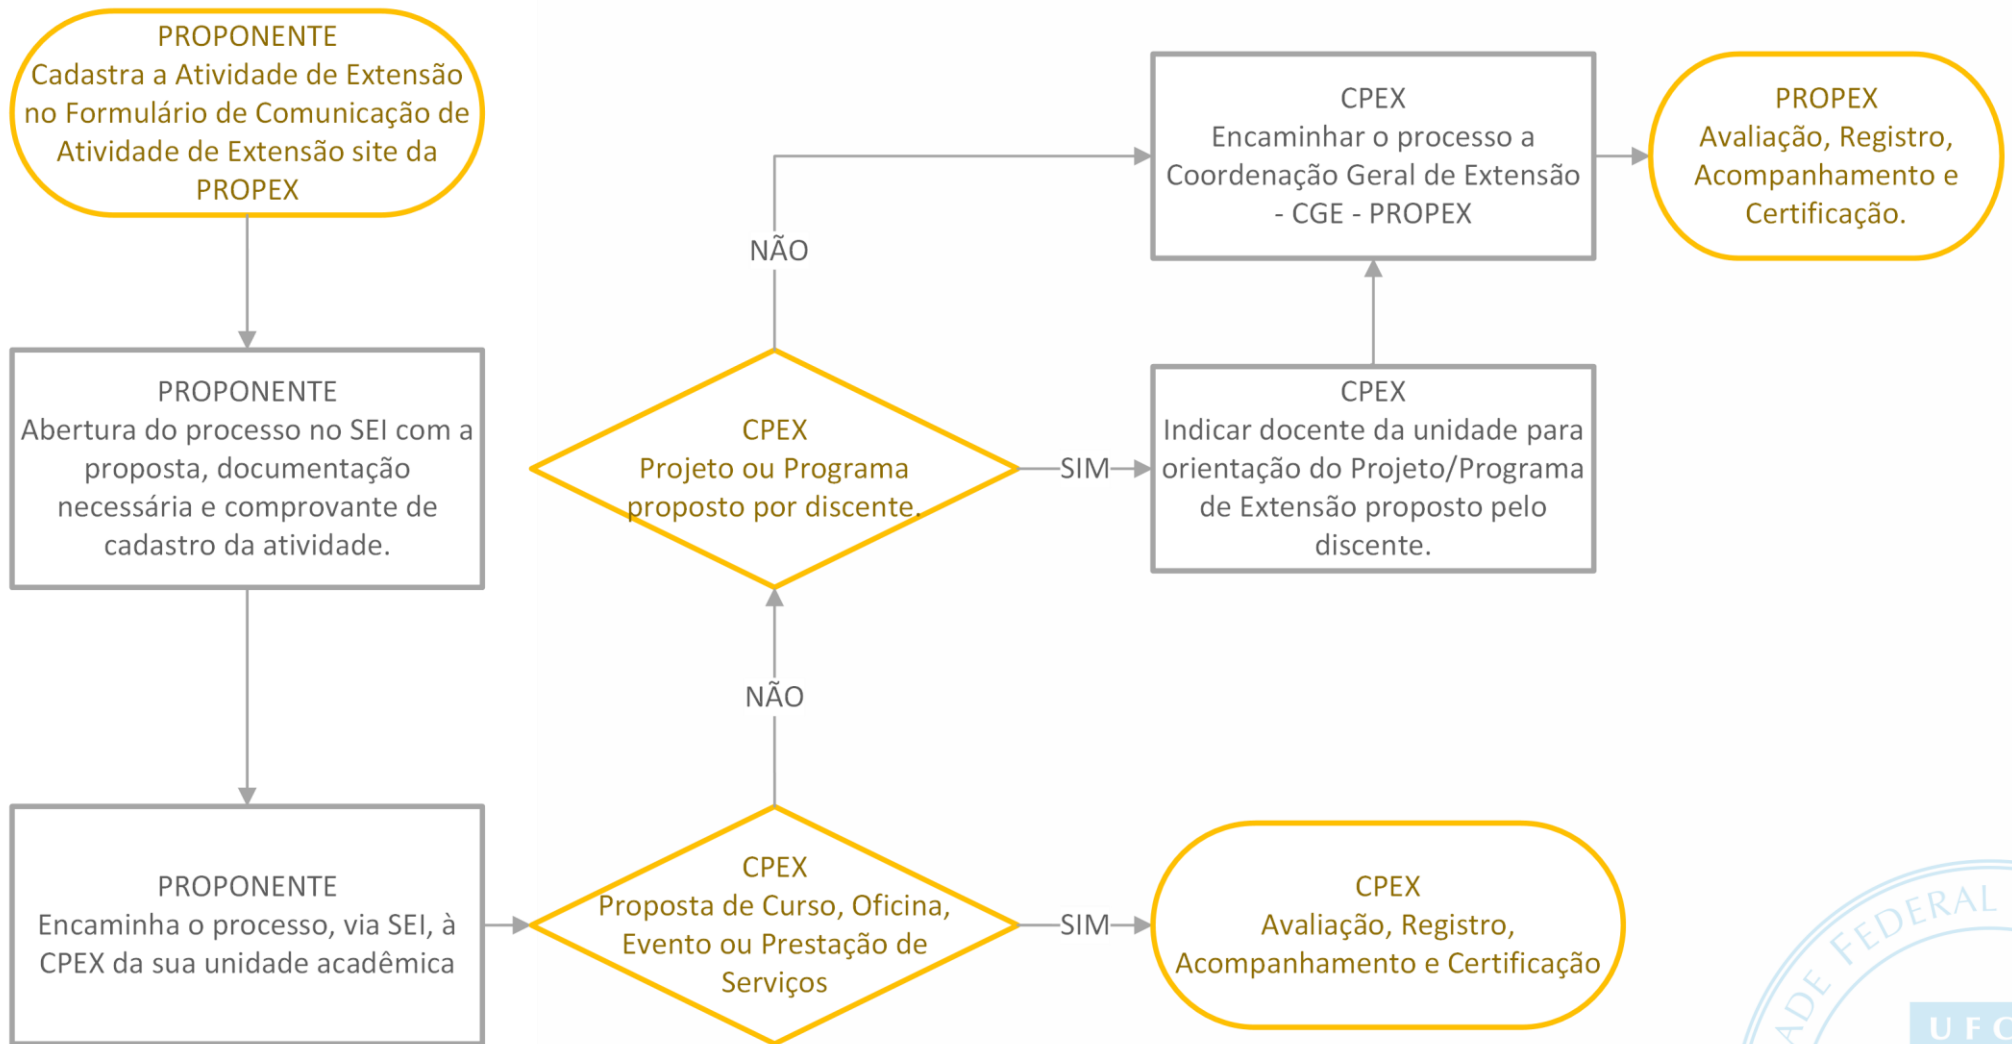 PROPONENTE
Cadastra a Atividade de Extensão
no Formulário de Comunicação de
Atividade de Extensão site da
PROPEX
PROPONENTE
Abertura do processo no SEI com a
proposta, documentação
necessária e comprovante de
cadastro da atividade.
PROPONENTE
Encaminha o processo, via SEI, à
CPEX da sua unidade acadêmica
CPEX
Proposta de Curso, Oficina,
Evento ou Prestação de
Serviços
SIM
CPEX
Avaliação, Registro,
Acompanhamento e Certificação
NÃO
CPEX
Projeto ou Programa
proposto por discente.
SIM
CPEX
Indicar docente da unidade para
orientação do Projeto/Programa
de Extensão proposto pelo
discente.
NÃO
CPEX
Encaminhar o processo a
Coordenação Geral de Extensão
- CGE - PROPEX
PROPEX
Avaliação, Registro,
Acompanhamento e
Certificação.
ADE FEDERAL
UFC